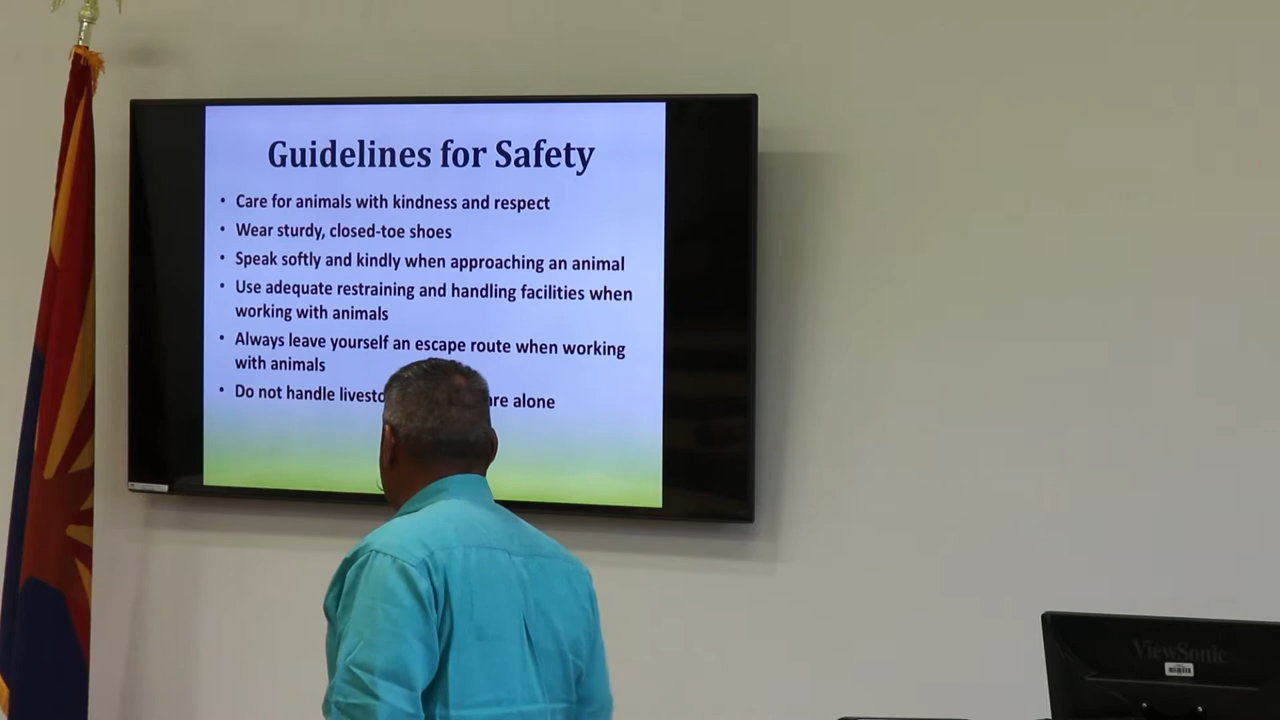 Guidelines for Safety
• Care for animals with kindness and respect
• Wear sturdy, closed-toe shoes
• Speak softly and kindly when approaching an animal
• Use adequate restraining and handling facilities when
working with animals
• Always leave yourself an escape route when working
with animals
• Do not handle alone
ViewSonic